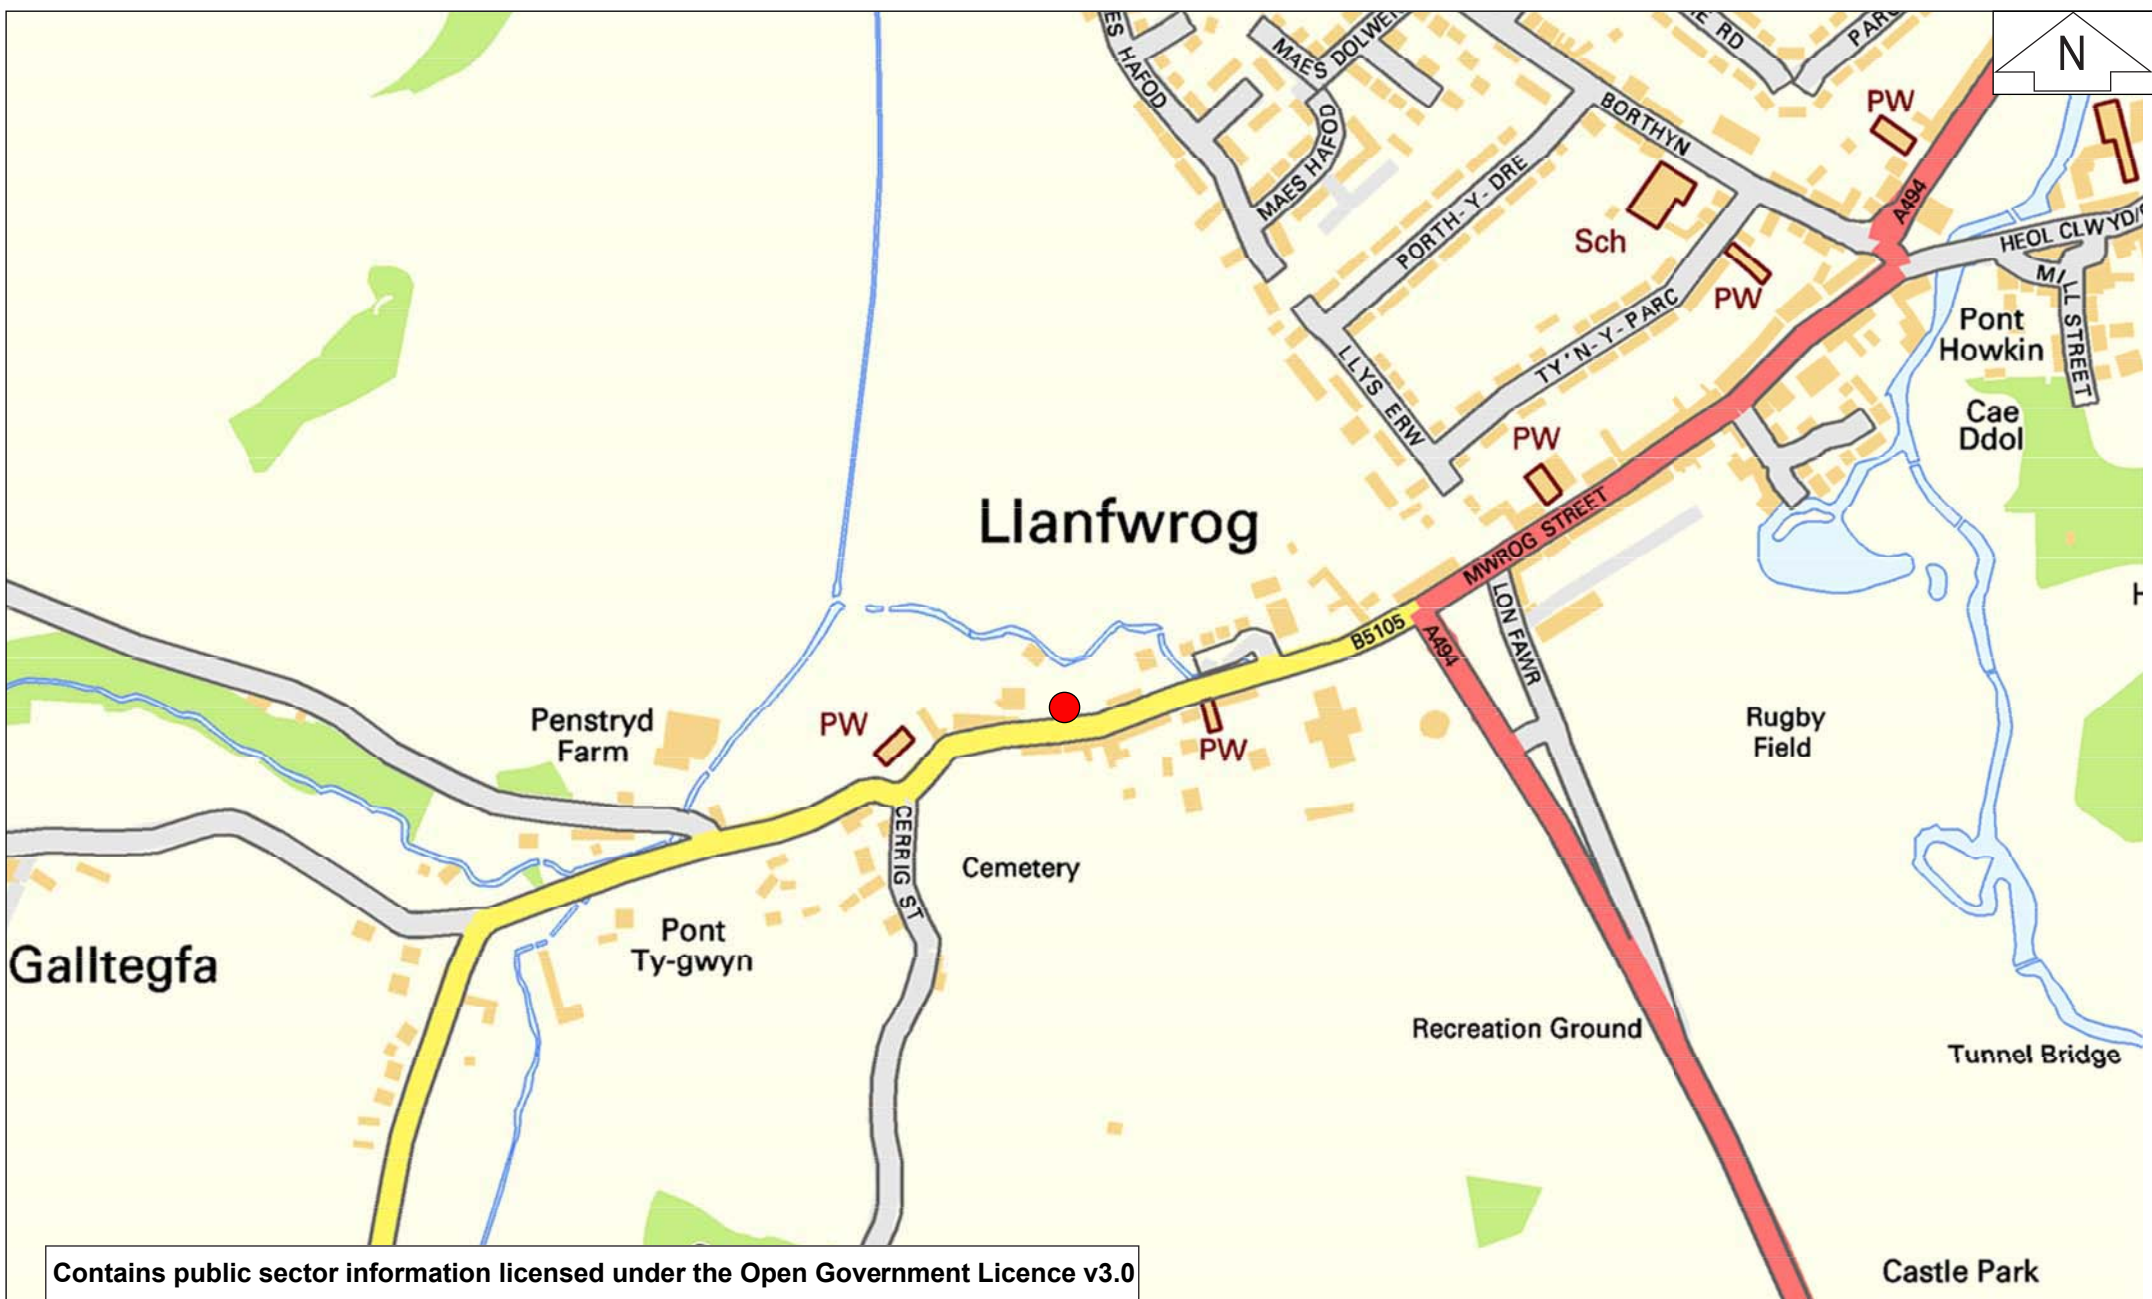 MAES DOLWEN
PARC
N
HAFOD
RD
PW
BORTHYN
MAES HAFOD
PORTH-Y-DRE
A494
Sch
HEOL CLWYD/
PW
MILL STREET
TY'N-Y-PARC
Pont
Howkin
LLYS ERW
Cae
Ddol
PW
Llanfwrog
MWROG STREET
LON FAWR
B5105
A494
Penstryd
Farm
PW
PW
Rugby
Field
CERRIG ST
Cemetery
Pont
Ty-gwyn
Galltegfa
Recreation Ground
Tunnel Bridge
Castle Park
Contains public sector information licensed under the Open Government Licence v3.0